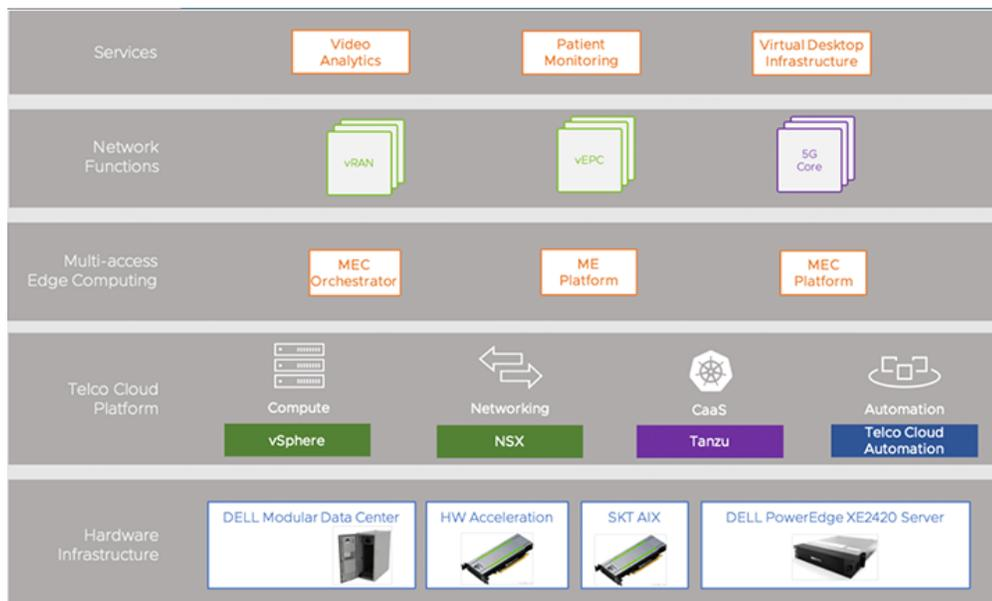 Services
Video
Analytics
Patient
Monitoring
Virtual Desktop
Infrastructure
Network
Functions
vRAN
vEPC
5G
Core
Multi-access
Edge Computing
MEC
Orchestrator
ME
Platform
MEC
Platform
Telco Cloud
Platform
Compute
Networking
CaaS
Automation
vSphere
NSX
Tanzu
Telco Cloud
Automation
Hardware
Infrastructure
DELL Modular Data Center
HW Acceleration
SKT AIX
DELL PowerEdge XE2420 Server